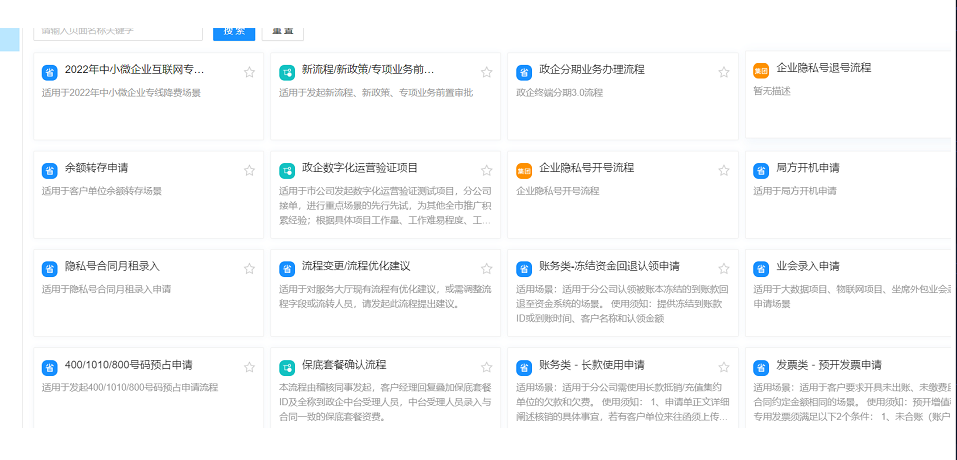 请输入页面名称关键字
搜索
重置
省 2022年中小微企业互联网专...
适用于2022年中小微企业专线降费场景
新流程/新政策/专项业务前...
适用于发起新流程、新政策、专项业务前置审批
省 政企分期业务办理流程
政企终端分期3.0流程
集团 企业隐私号退号流程
暂无描述
省 余额转存申请
适用于客户单位余额转存场景
政企数字化运营验证项目
适用于市公司发起数字化运营验证测试项目，分公司
接单，进行重点场景的先行先试，为其他全市推广积
累经验；根据具体项目工作量、工作难易程度、工...
集团 企业隐私号开号流程
企业隐私号开号流程
省 局方开机申请
适用于局方开机申请
省 隐私号合同月租录入
适用于隐私号合同月租录入申请
流程变更/流程优化建议
适用于对服务大厅现有流程有优化建议，或需调整流
程字段或流转人员，请发起此流程提出建议。
省 账务类-冻结资金回退认领申请
适用场景：适用于分公司认领被账本冻结的到账款回
退至资金系统的场景。 使用须知：提供冻结到账款
ID或到账时间、客户名称和认领金额
省 业会录入申请
适用于大数据项目、物联网项目、坐席外包业会录
申请场景
省 400/1010/800号码预占申请
适用于发起400/1010/800号码预占申请流程
保底套餐确认流程
本流程由稽核同事发起，客户经理回复叠加保底套餐
ID及全称到政企中台受理人员，中台受理人员录入与
合同一致的保底套餐资费。
省 账务类 - 长款使用申请
适用场景：适用于分公司需使用长款抵销/充值集约
单位的欠款和欠费。 使用须知： 1、申请单正文详细
阐述核销的具体事宜，若有客户单位来往函须上传...
省 发票类 - 预开发票申请
适用场景：适用于客户要求开具未出账、未缴费且
合同约定金额相同的场景。 使用须知：预开增值税
专用发票须满足以下2个条件： 1、未合账（账户